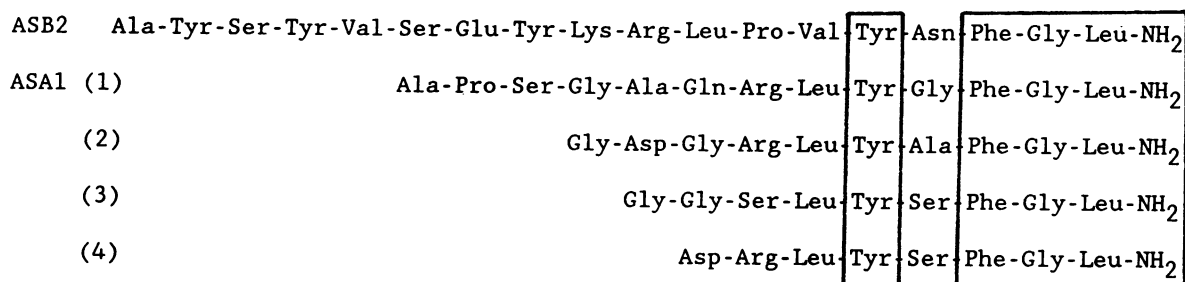 ASB2 Ala-Tyr-Ser-Tyr-Val-Ser-Glu-Tyr-Lys-Arg-Leu-Pro-Val-Tyr-Asn-Phe-Gly-Leu-NH2
ASA1 (1) Ala-Pro-Ser-Gly-Ala-Gln-Arg-Leu-Tyr-Gly-Phe-Gly-Leu-NH2
(2) Gly-Asp-Gly-Arg-Leu-Tyr-Ala-Phe-Gly-Leu-NH2
(3) Gly-Gly-Ser-Leu-Tyr-Ser-Phe-Gly-Leu-NH2
(4) Asp-Arg-Leu-Tyr-Ser-Phe-Gly-Leu-NH2